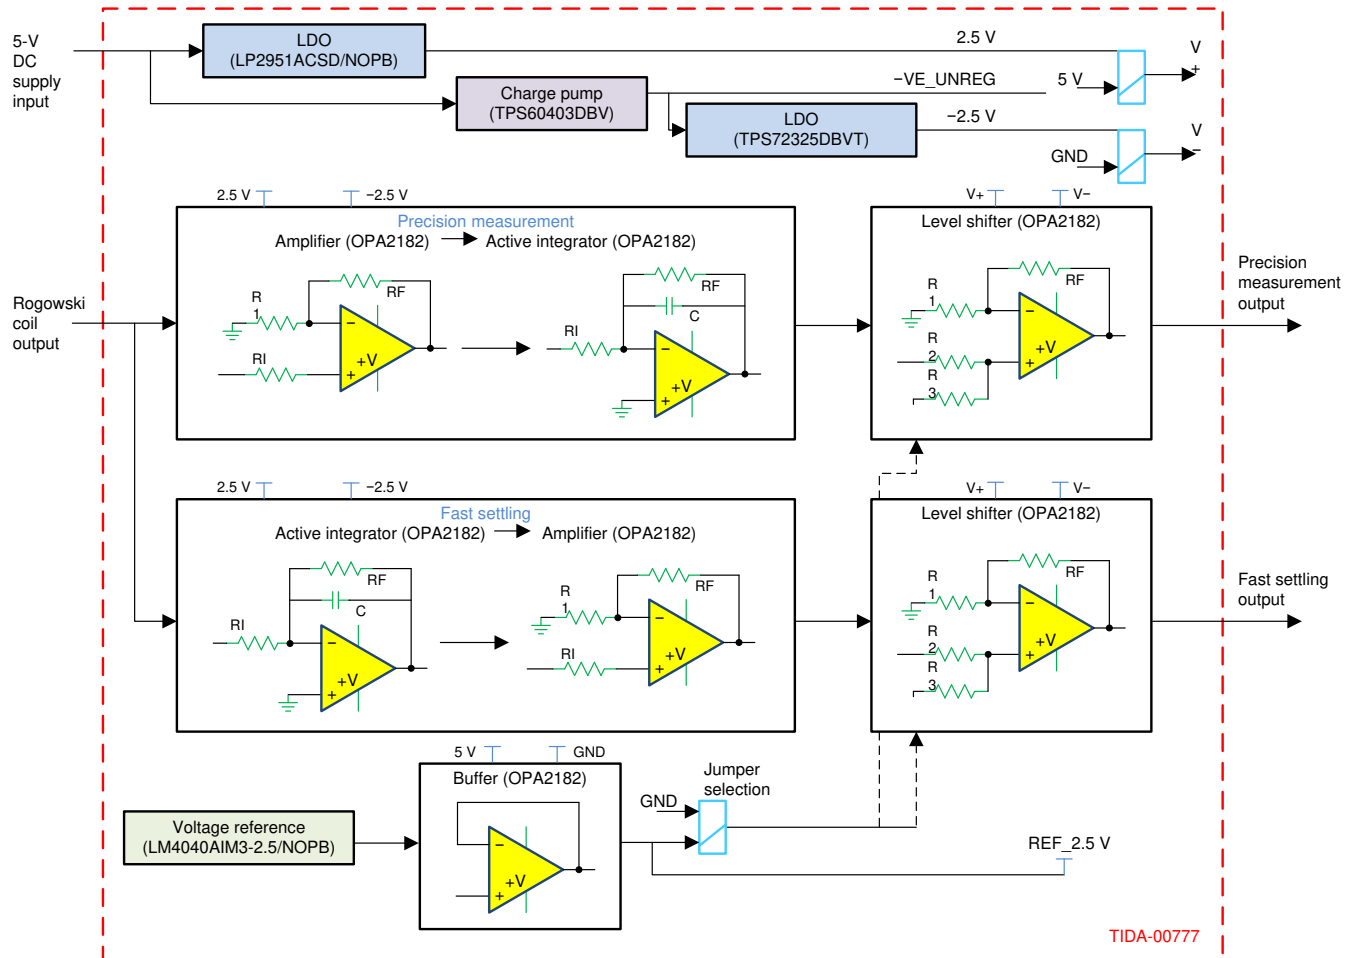 5-V
DC
supply
input
LDO
(LP2951ACSD/NOPB)
2.5 V
V
+
5 V
−VE_UNREG
Charge pump
(TPS60403DBV)
LDO
(TPS72325DBVT)
−2.5 V
V
−
GND
2.5 V
−2.5 V
Precision measurement
Amplifier (OPA2182)
Active integrator (OPA2182)
R
1
RF
−
+V
+
RI
RF
C
RI
−
+V
+
V+
V−
Level shifter (OPA2182)
R
1
RF
−
+V
+
R
2
R
3
Rogowski
coil
output
Precision
measurement
output
2.5 V
−2.5 V
Fast settling
Active integrator (OPA2182)
Amplifier (OPA2182)
RF
C
RI
−
+V
+
R
1
RF
−
+V
+
RI
V+
V−
Level shifter (OPA2182)
R
1
RF
−
+V
+
R
2
R
3
Fast settling
output
5 V
GND
Buffer (OPA2182)
−
+V
+
Voltage reference
(LM4040AIM3-2.5/NOPB)
Jumper
selection
GND
REF_2.5 V
TIDA-00777